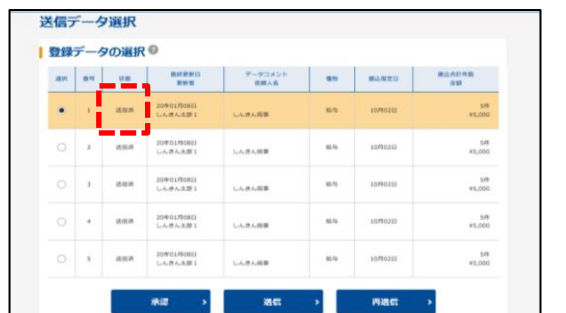 送信データ選択
登録データの選択 ?
選択 番号 状態 最終更新日 データコメント 種別 振込指定日 振込合計件数
更新者 依頼人名 金額
1 送信済 20年01月08日 給与 10月02日 5件
しんきん太郎1 しんきん商事 ¥5,000
2 送信済 20年01月08日 給与 10月02日 5件
しんきん太郎1 しんきん商事 ¥5,000
3 送信済 20年01月08日 給与 10月02日 5件
しんきん太郎1 しんきん商事 ¥5,000
4 送信済 20年01月08日 給与 10月02日 5件
しんきん太郎1 しんきん商事 ¥5,000
5 送信済 20年01月08日 給与 10月02日 5件
しんきん太郎1 しんきん商事 ¥5,000
承認 送信 再送信